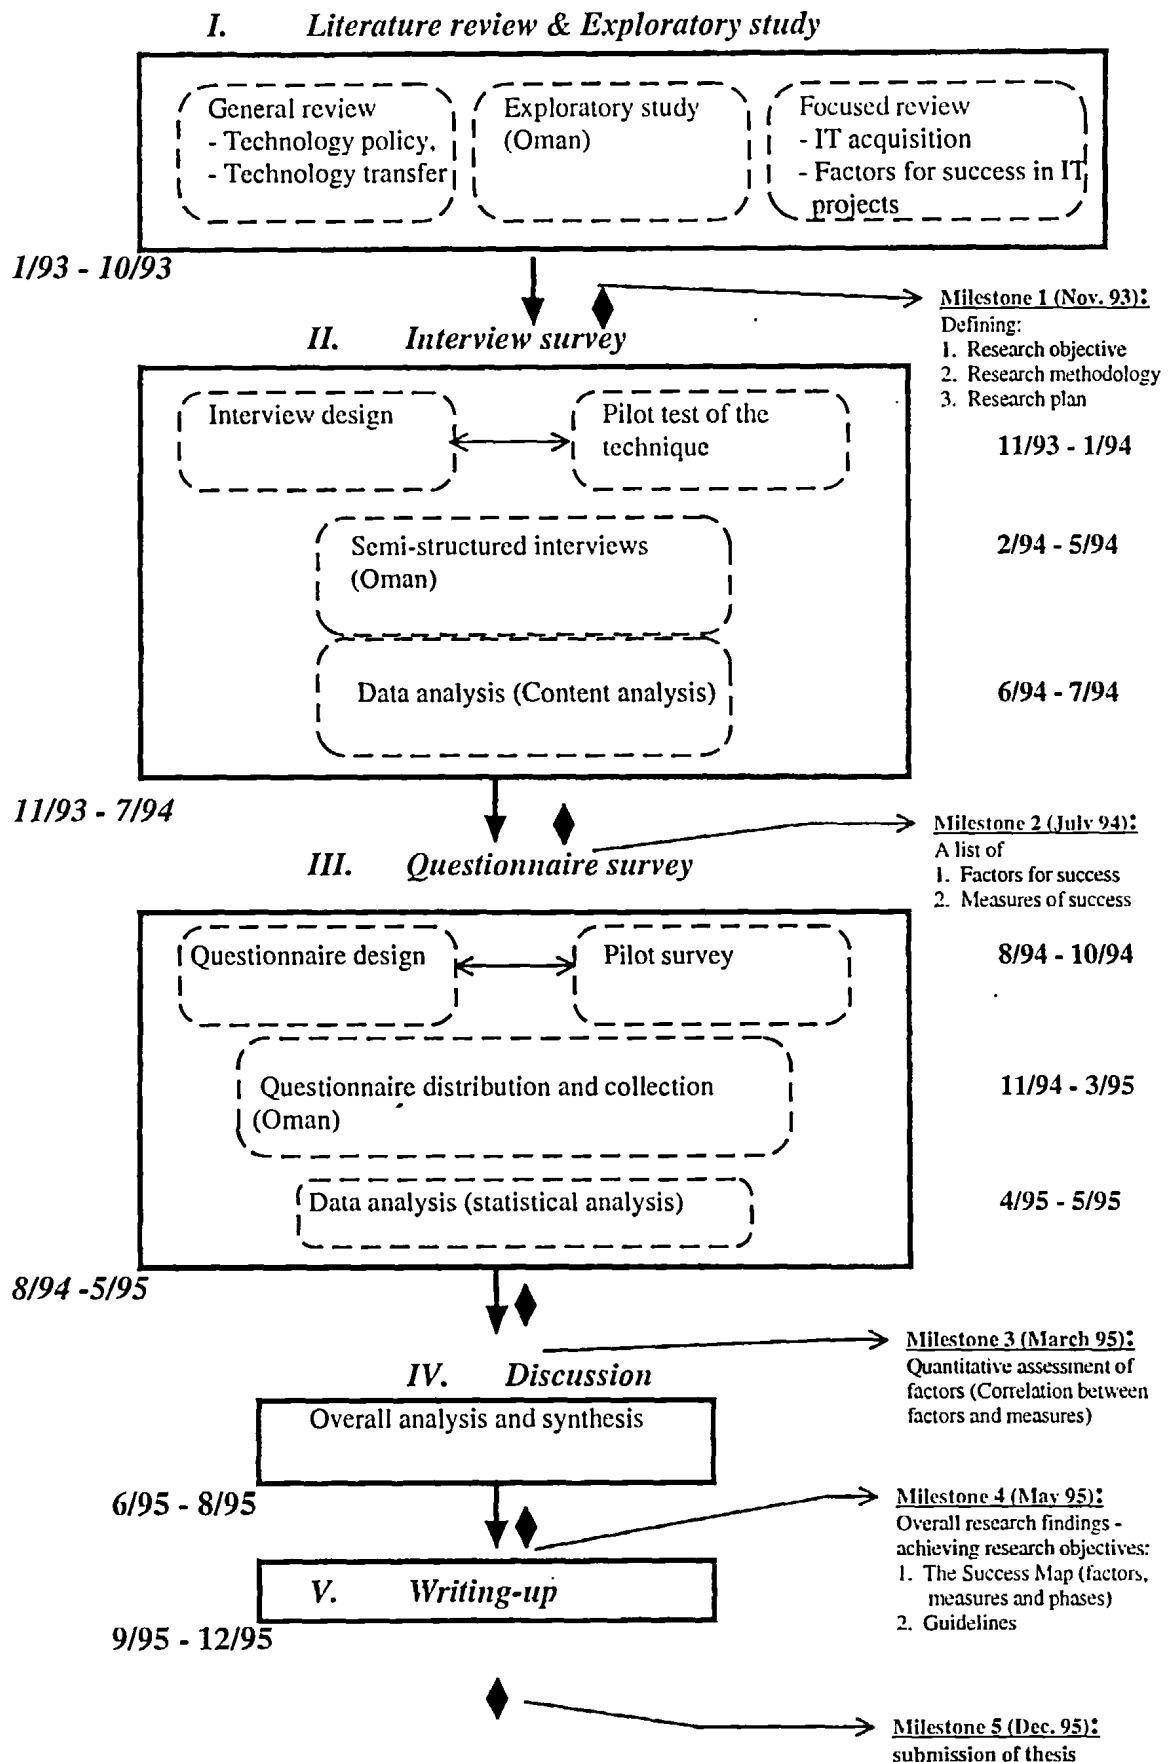 I. Literature review & Exploratory study
General review
- Technology policy,
- Technology transfer
Exploratory study
(Oman)
Focused review
- IT acquisition
- Factors for success in IT
projects
1/93 - 10/93
Milestone 1 (Nov. 93):
Defining:
1. Research objective
2. Research methodology
3. Research plan
II. Interview survey
Interview design
Pilot test of the
technique
11/93 - 1/94
Semi-structured interviews
(Oman)
2/94 - 5/94
Data analysis (Content analysis)
6/94 - 7/94
11/93 - 7/94
Milestone 2 (July 94):
A list of
1. Factors for success
2. Measures of success
III. Questionnaire survey
Questionnaire design
Pilot survey
8/94 - 10/94
Questionnaire distribution and collection
(Oman)
11/94 - 3/95
Data analysis (statistical analysis)
4/95 - 5/95
8/94 -5/95
Milestone 3 (March 95):
Quantitative assessment of
factors (Correlation between
factors and measures)
IV. Discussion
Overall analysis and synthesis
6/95 - 8/95
Milestone 4 (May 95):
Overall research findings -
achieving research objectives:
1. The Success Map (factors,
measures and phases)
2. Guidelines
V. Writing-up
9/95 - 12/95
Milestone 5 (Dec. 95):
submission of thesis